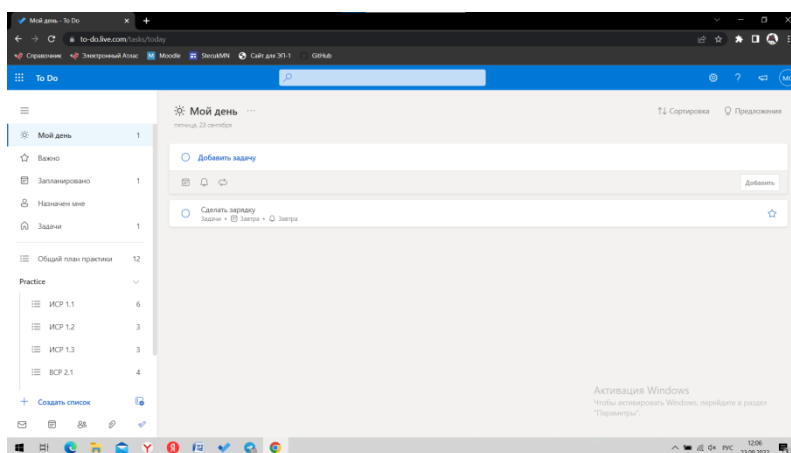 Мой день - To Do
to-do.live.com/tasks/today
Справочник
Электронный Атлас
Moodle
StecukMN
Сайт для ЭП-1
GitHub
To Do
Мой день 1
Важно
Запланировано 1
Назначен мне
Задачи 1
Общий план практики 12
Practice
ИСР 1.1 6
ИСР 1.2 3
ИСР 1.3 3
ВСР 2.1 4
Создать список
Мой день
пятница, 23 сентября
Сортировка
Предложения
Добавить задачу
Добавить
Сделать зарядку
Задачи • Завтра • Завтра
Активация Windows
Чтобы активировать Windows, перейдите в раздел
"Параметры".
РУС
12:06
23.09.2022